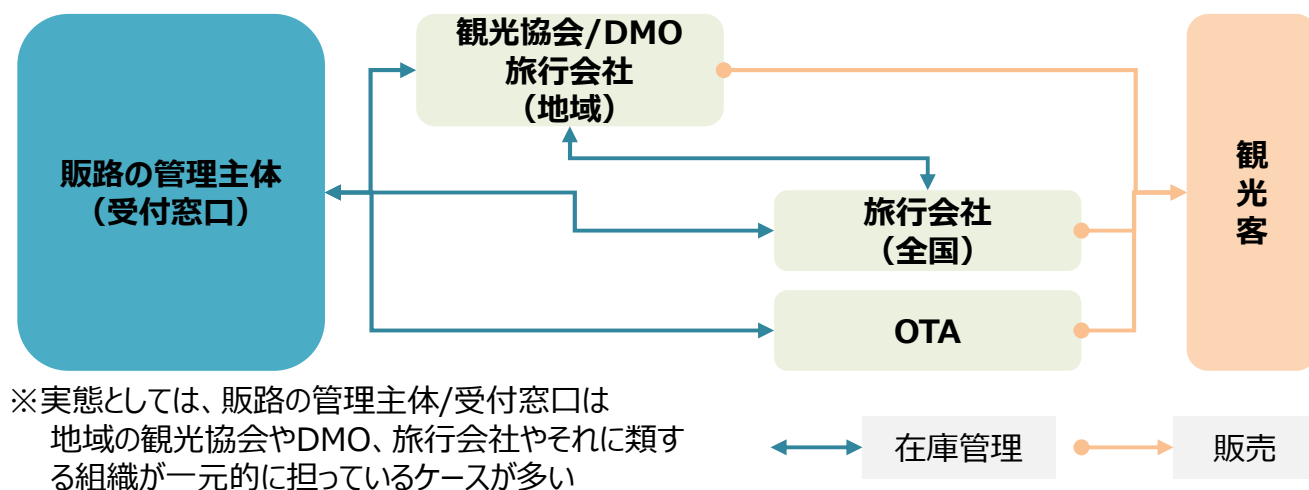 販路の管理主体
（受付窓口）
観光協会/DMO
旅行会社
（地域）
旅行会社
（全国）
OTA
観
光
客
※実態としては、販路の管理主体/受付窓口は
地域の観光協会やDMO、旅行会社やそれに類す
る組織が一元的に担っているケースが多い
在庫管理
販売